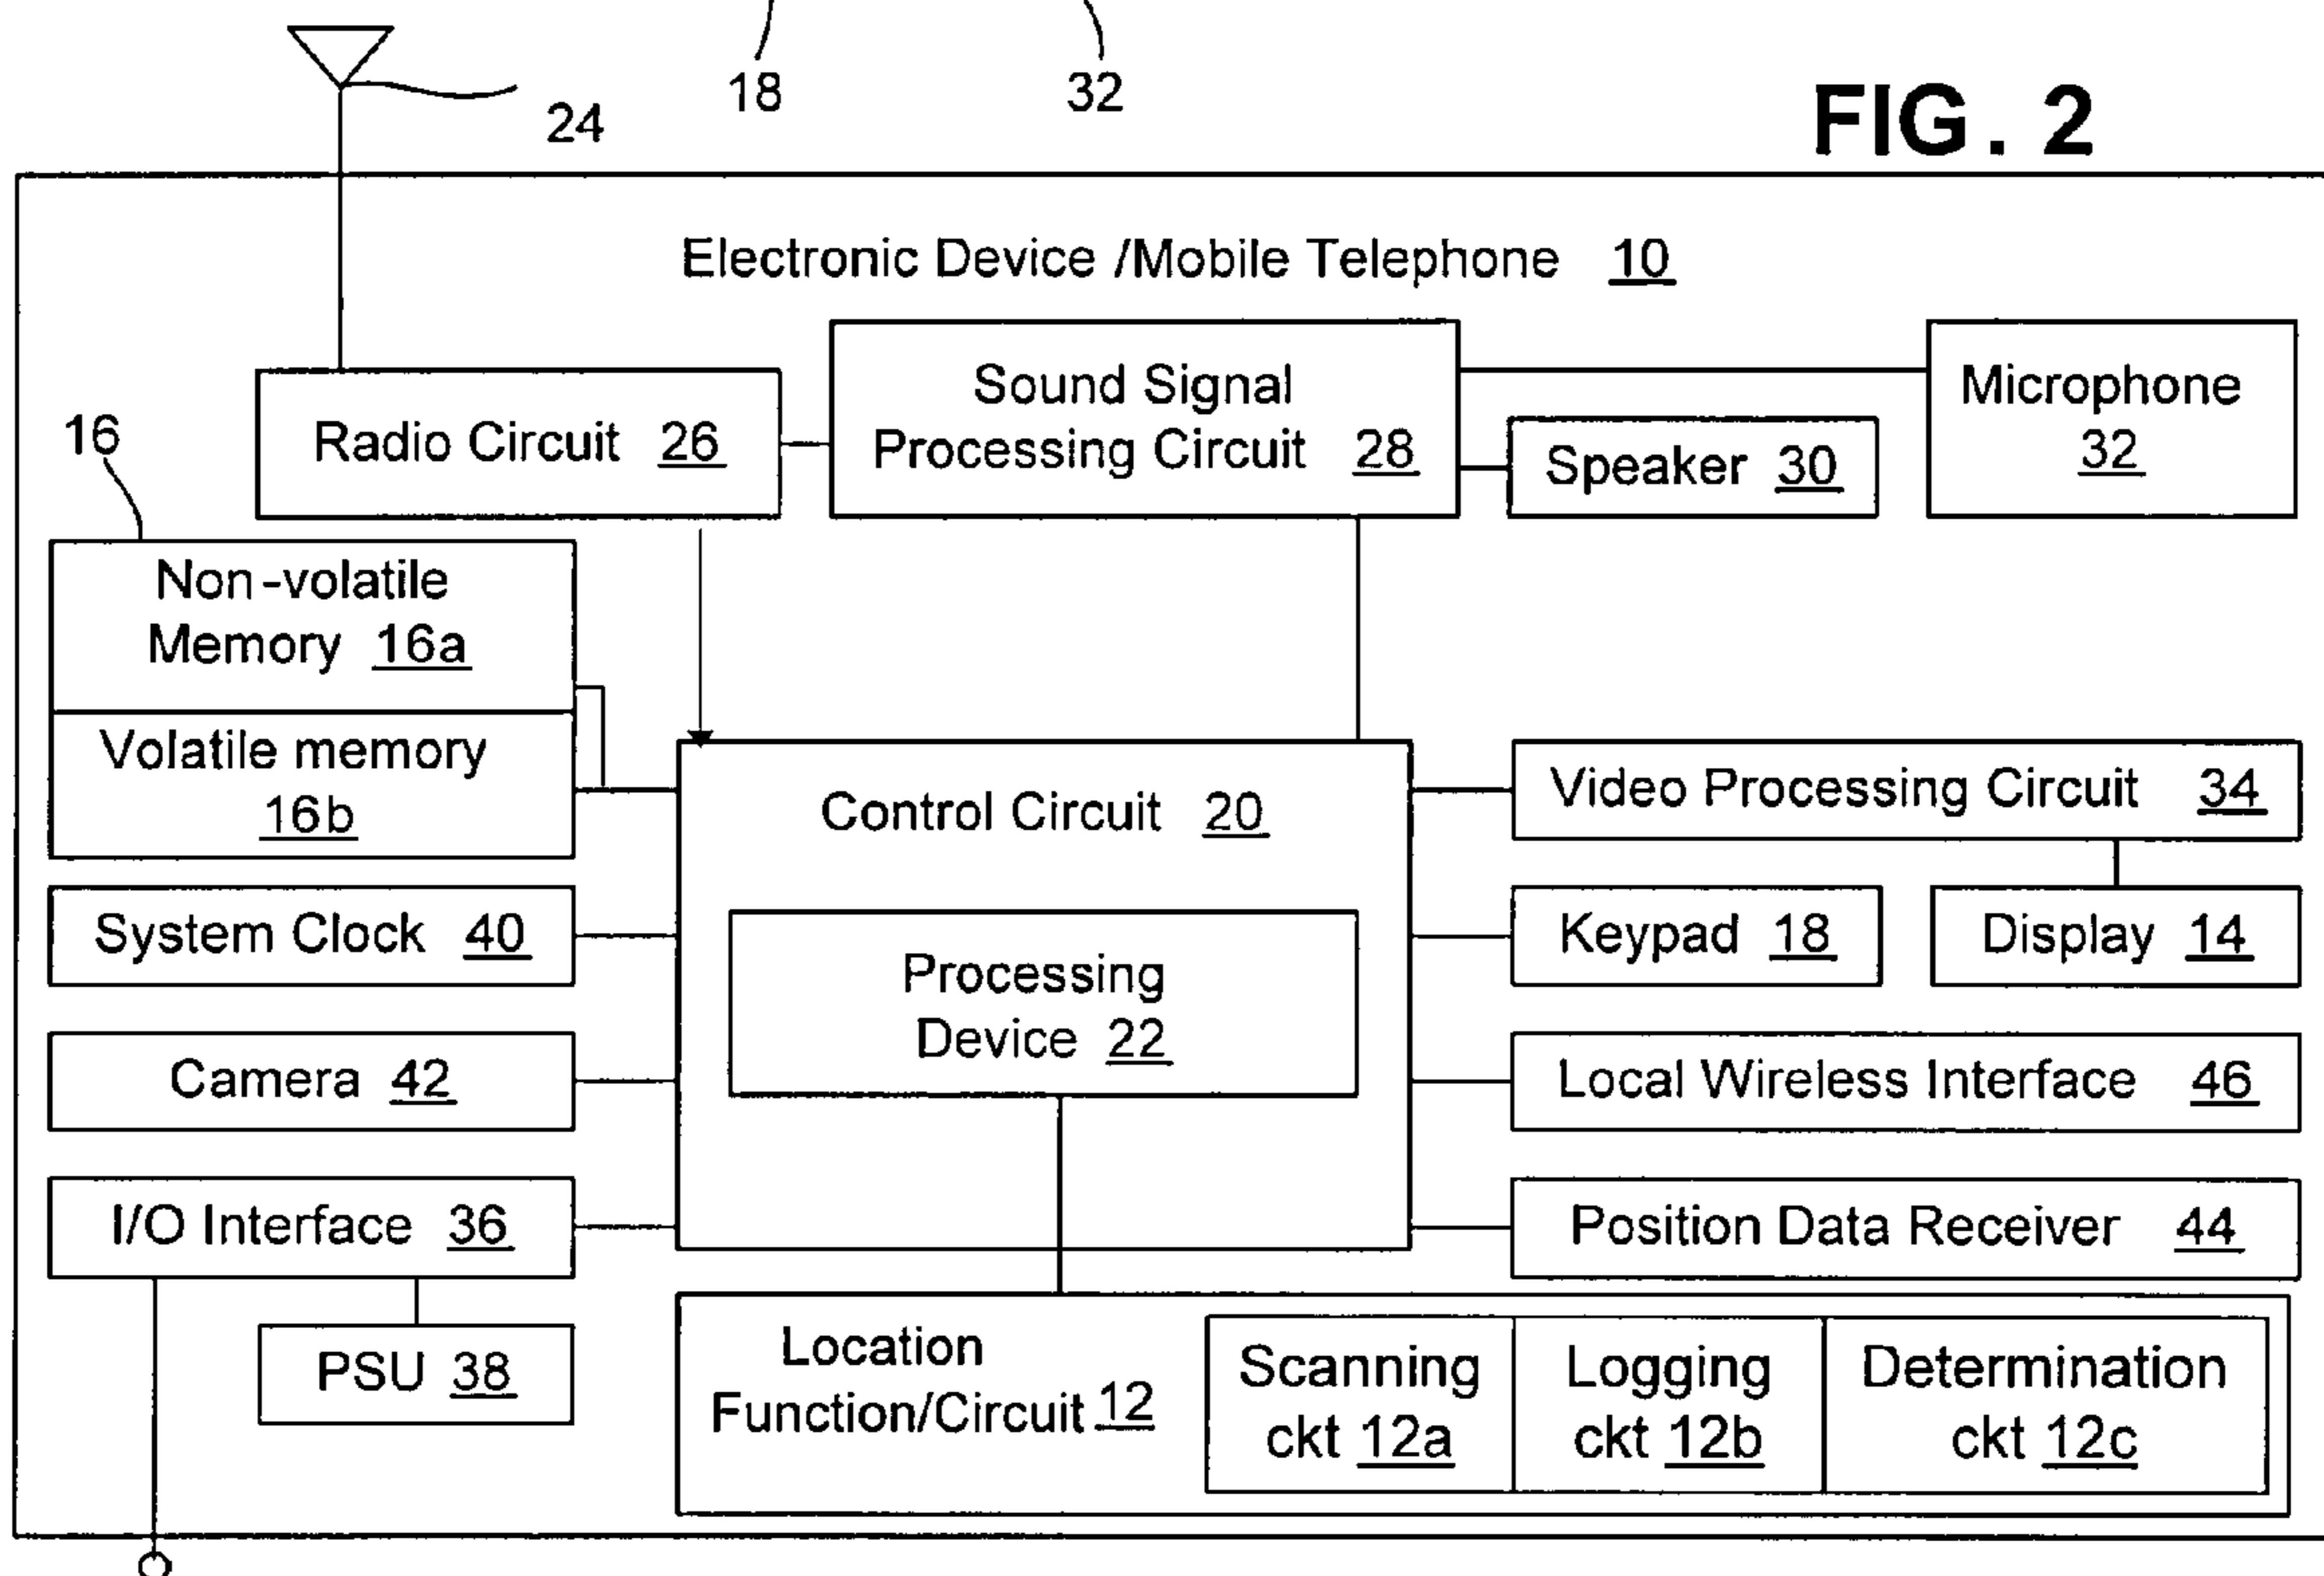 18
32
24
FIG. 2
Electronic Device /Mobile Telephone 10
Radio Circuit 26
Sound Signal
Processing Circuit 28
Microphone
32
Speaker 30
16
Non-volatile
Memory 16a
Volatile memory
16b
Control Circuit 20
Video Processing Circuit 34
System Clock 40
Processing
Device 22
Keypad 18
Display 14
Camera 42
Local Wireless Interface 46
I/O Interface 36
Position Data Receiver 44
PSU 38
Location
Function/Circuit 12
Scanning
ckt 12a
Logging
ckt 12b
Determination
ckt 12c